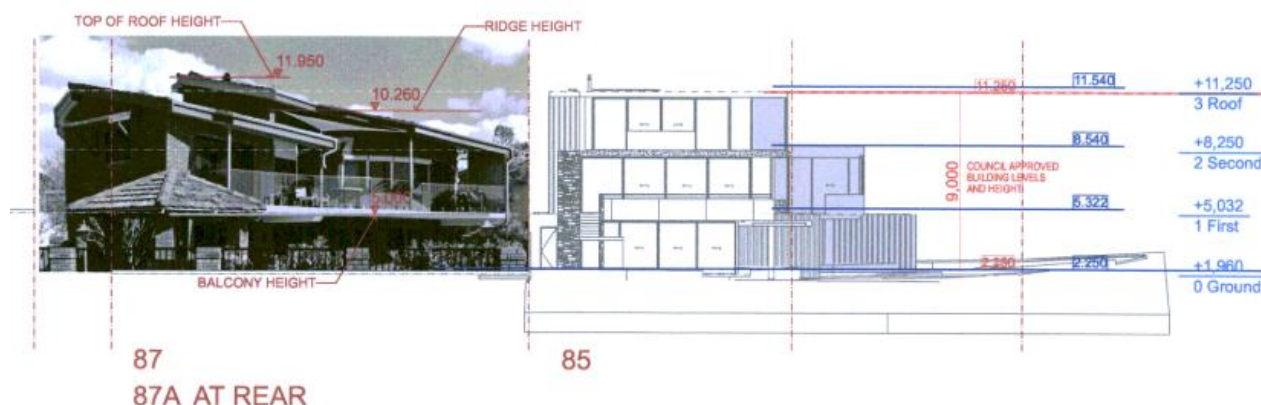 TOP OF ROOF HEIGHT
RIDGE HEIGHT
11.950
10.260
BALCONY HEIGHT
11.250
11.540
+11,250
3 Roof
8.540
+8,250
2 Second
9,000
COUNCIL APPROVED
BUILDING LEVELS
AND HEIGHT
5.322
+5,032
1 First
2.250
2.250
+1,960
0 Ground
87
85
87A AT REAR